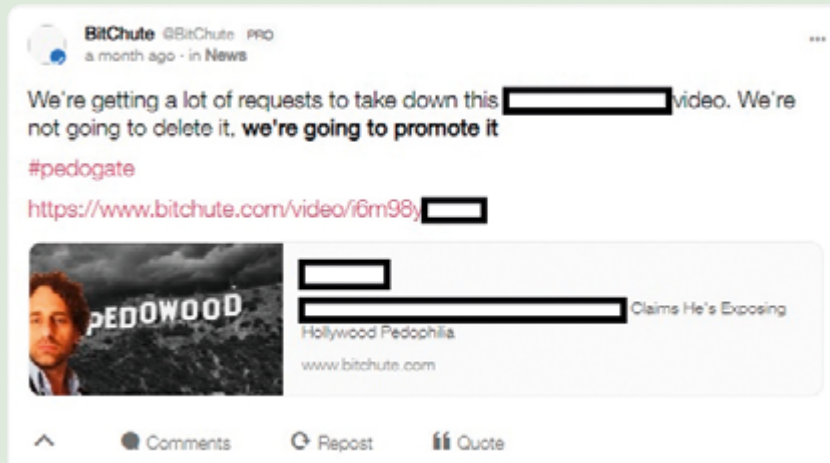 BitChute @BitChute PRO
a month ago · in News
We're getting a lot of requests to take down this video. We're
not going to delete it, we're going to promote it
#pedogate
https://www.bitchute.com/video/i6m98y
PEDOWOOD
Claims He's Exposing
Hollywood Pedophilia
www.bitchute.com
Comments Repost Quote